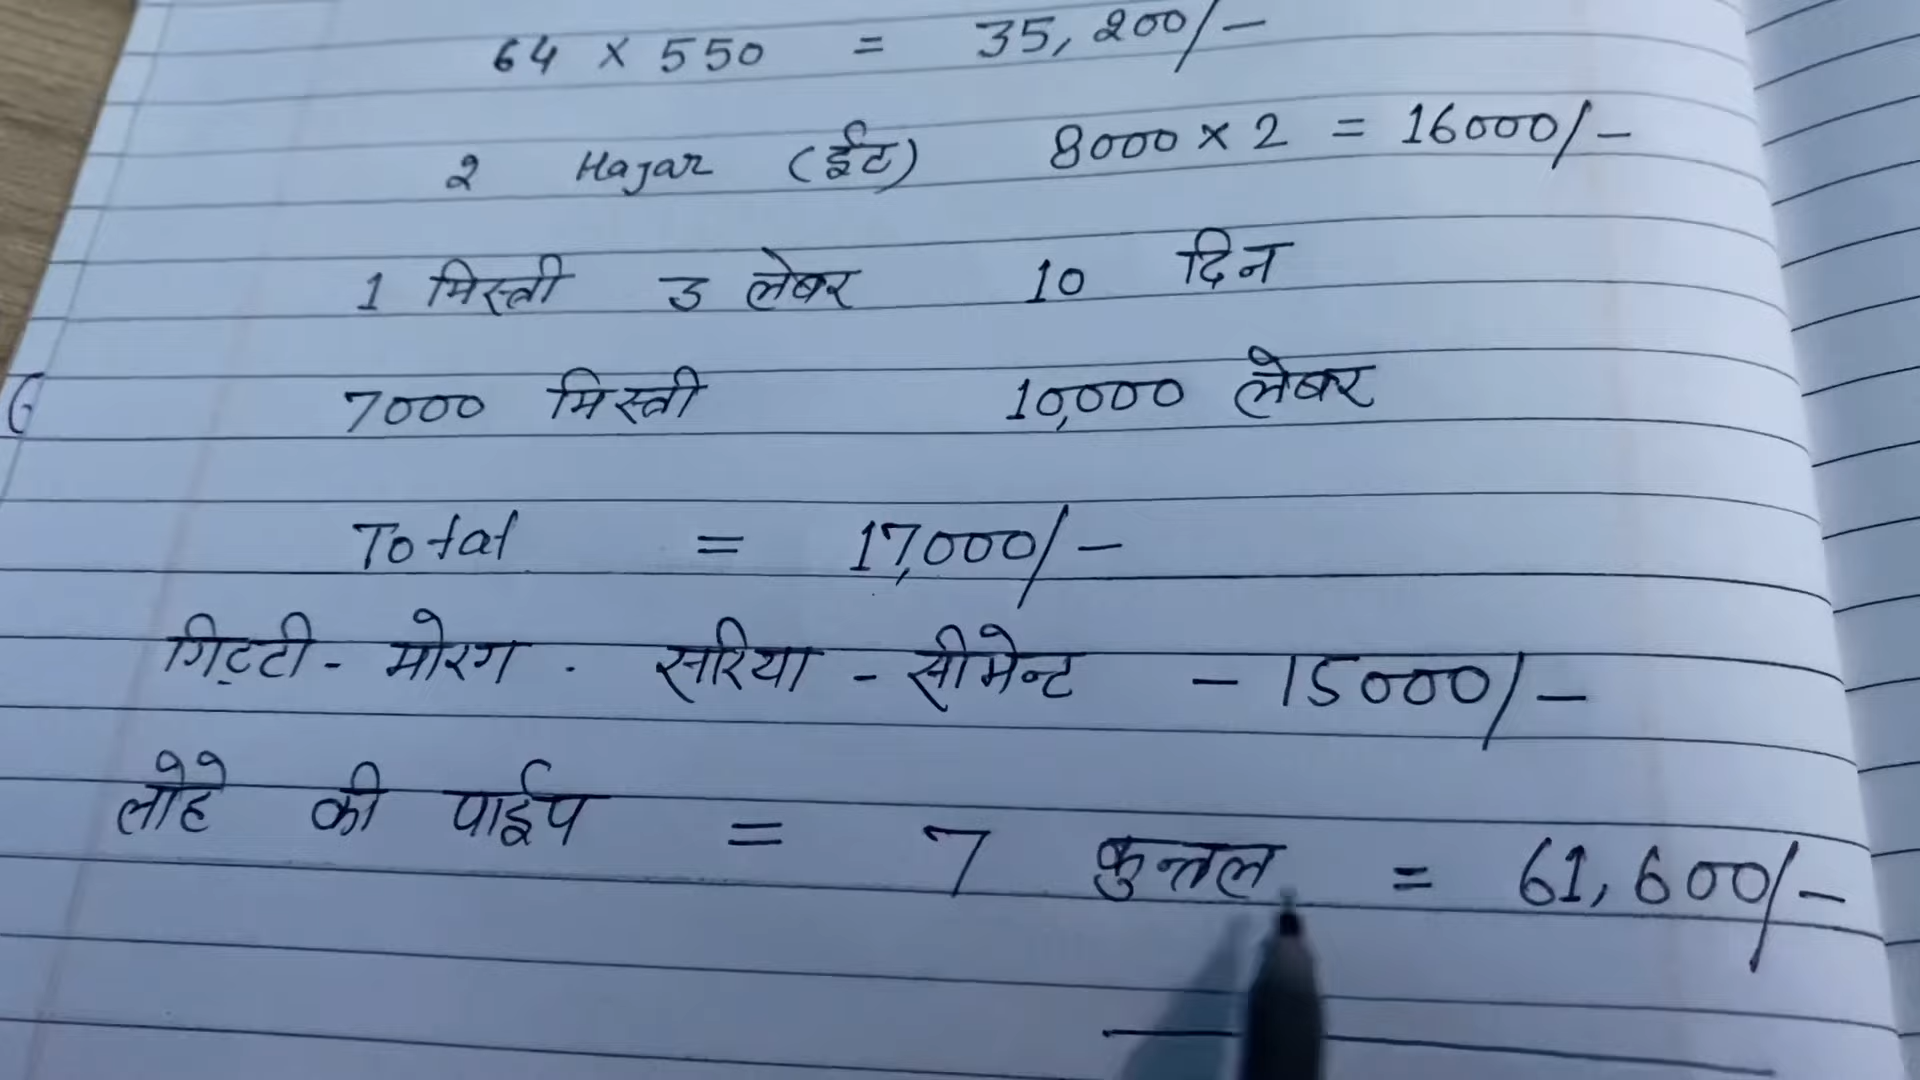 64 × 550 = 35,200/-
2 Hajar (ईंट) 8000 × 2 = 16000/-
1 मिस्त्री 3 लेबर 10 दिन
7000 मिस्त्री 10,000 लेबर
Total = 17,000/-
गिट्टी - मोरंग . सरिया - सीमेन्ट - 15000/-
लोहे की पाईप = 7 कुन्तल = 61,600/-